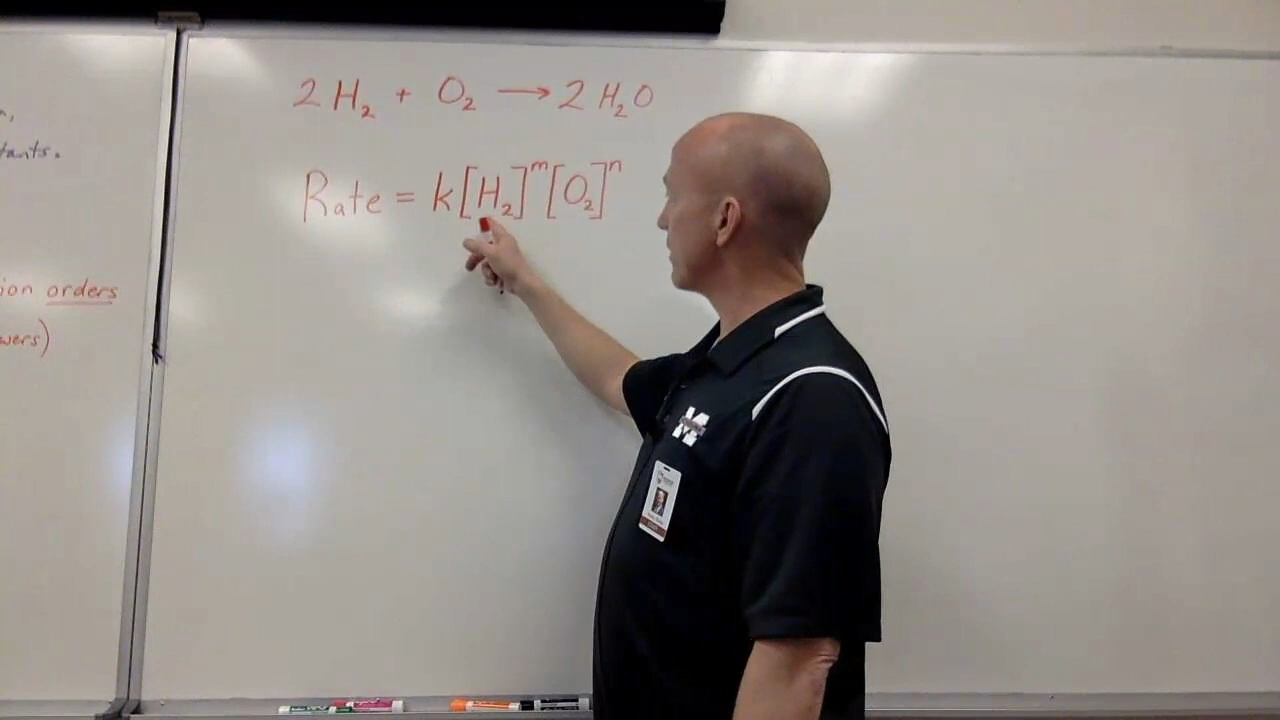 tants.
ion orders
wers)
2 H₂ + O₂ → 2 H₂O
Rate = k[H₂]ᵐ[O₂]ⁿ
M